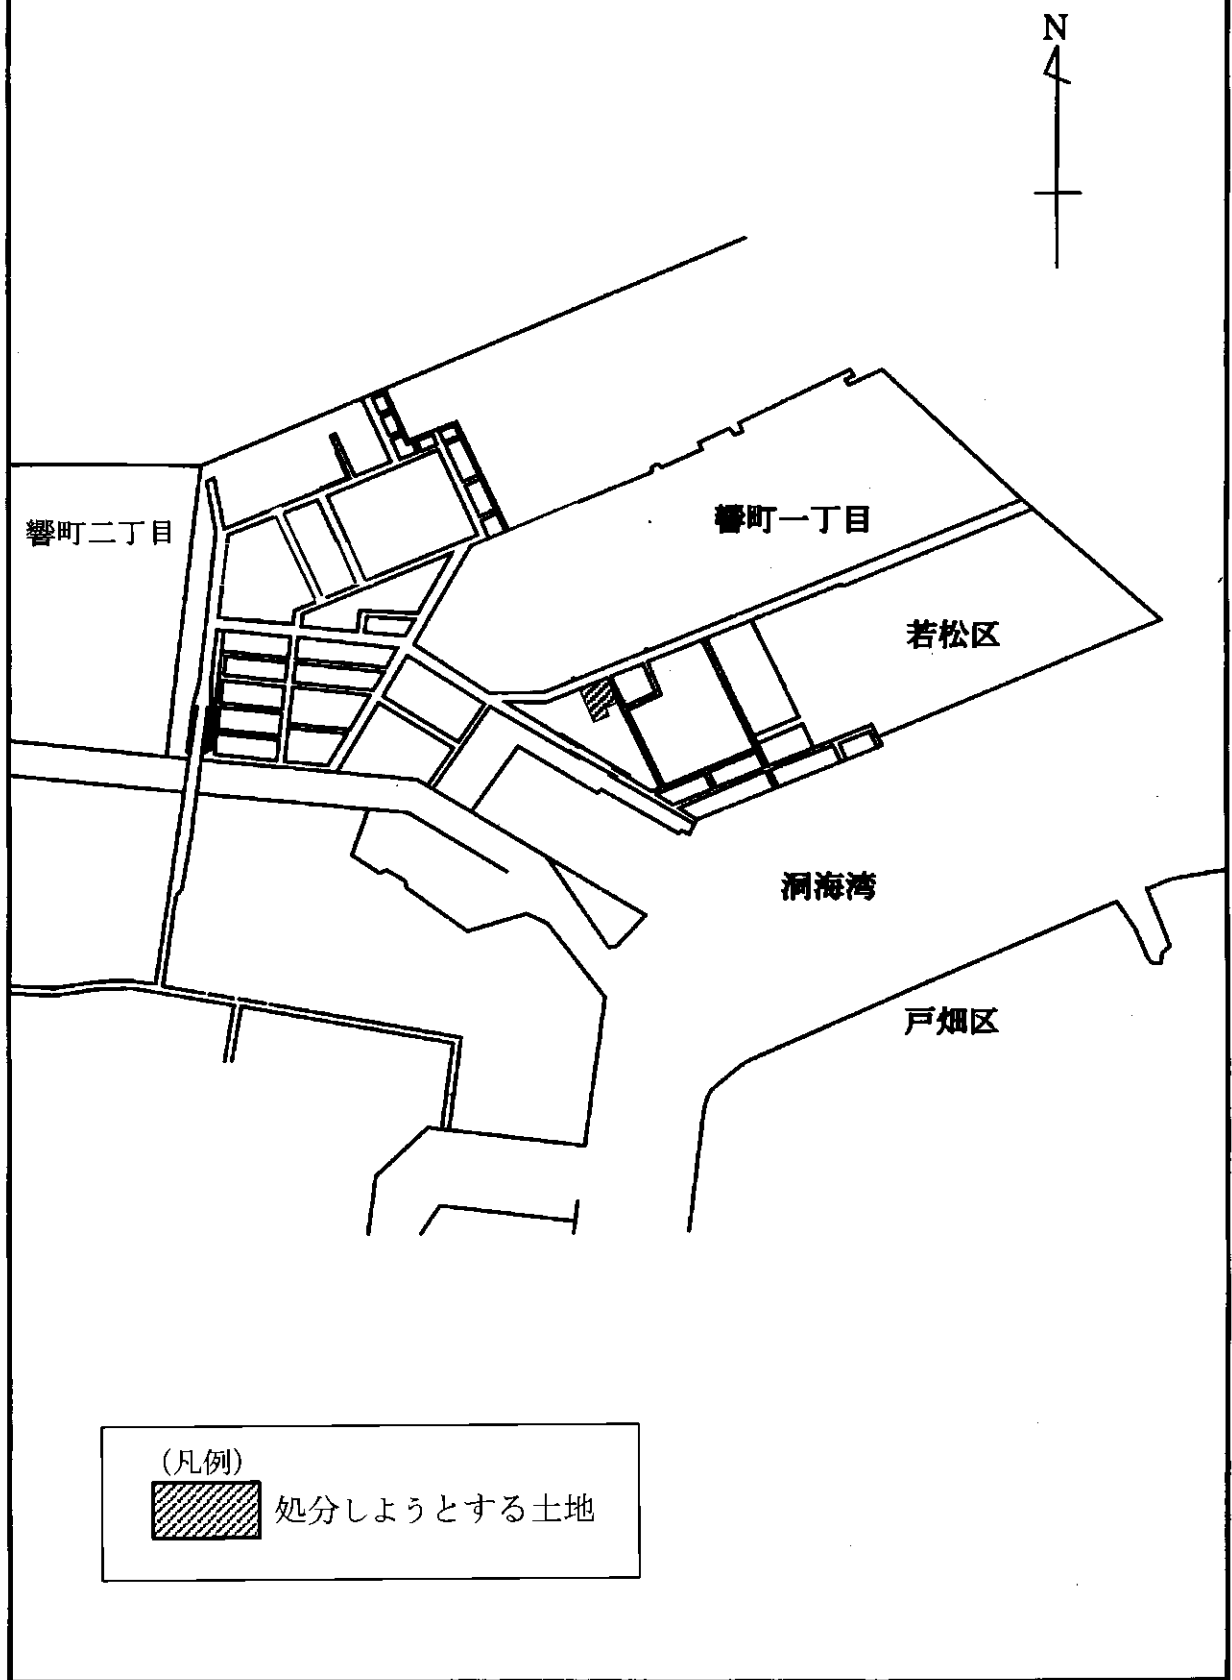 N
響町二丁目
響町一丁目
若松区
洞海湾
戸畑区
(凡例)
処分しようとする土地